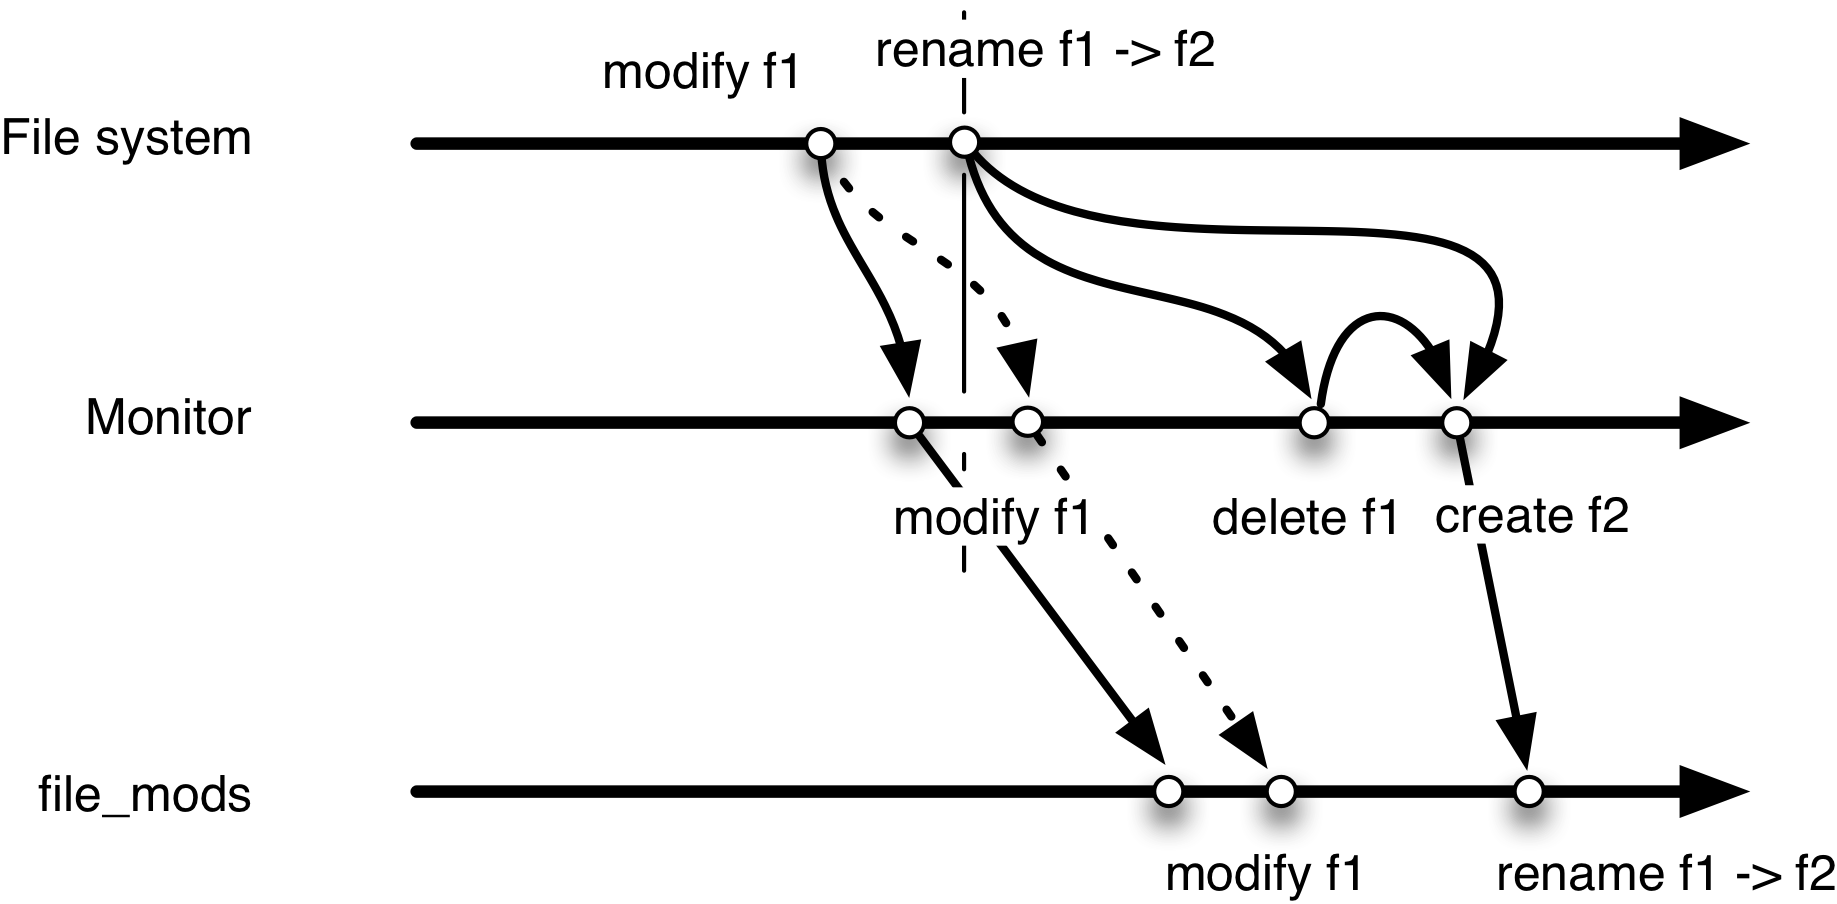 rename f1 -> f2
modify f1
File system
Monitor
modify f1
delete f1
create f2
file_mods
modify f1
rename f1 -> f2